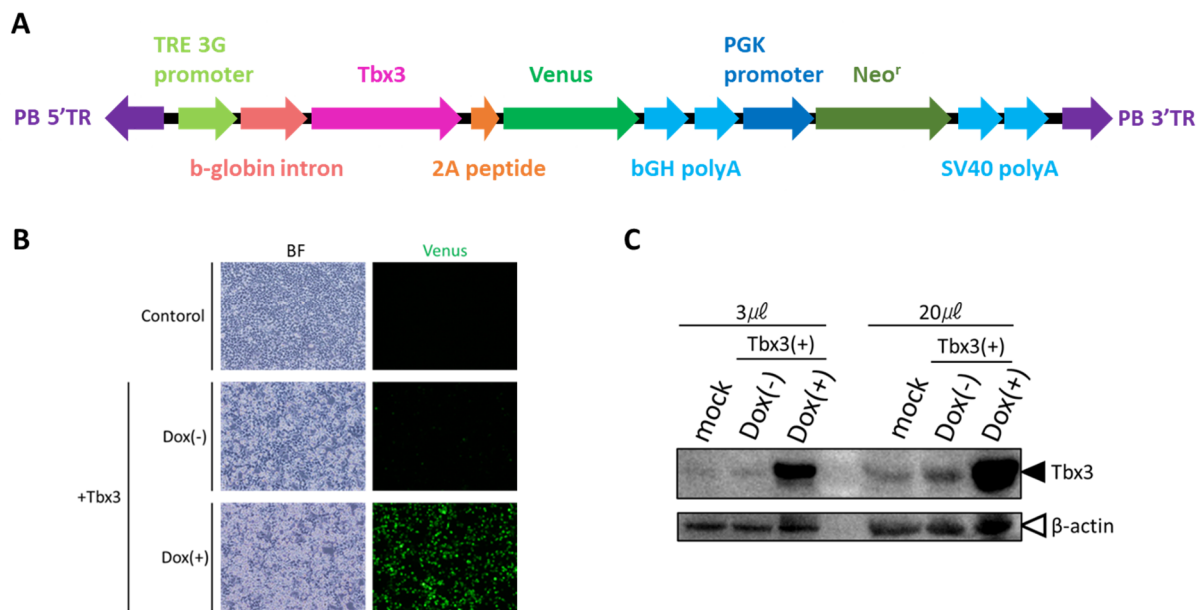 A
TRE 3G
promoter
Tbx3
Venus
PGK
promoter
Neoʳ
PB 5'TR
PB 3'TR
b-globin intron
2A peptide
bGH polyA
SV40 polyA
B
BF
Venus
Contorol
Dox(-)
+Tbx3
Dox(+)
C
3㎕
20㎕
Tbx3(+)
Tbx3(+)
mock
Dox(-)
Dox(+)
mock
Dox(-)
Dox(+)
Tbx3
β-actin